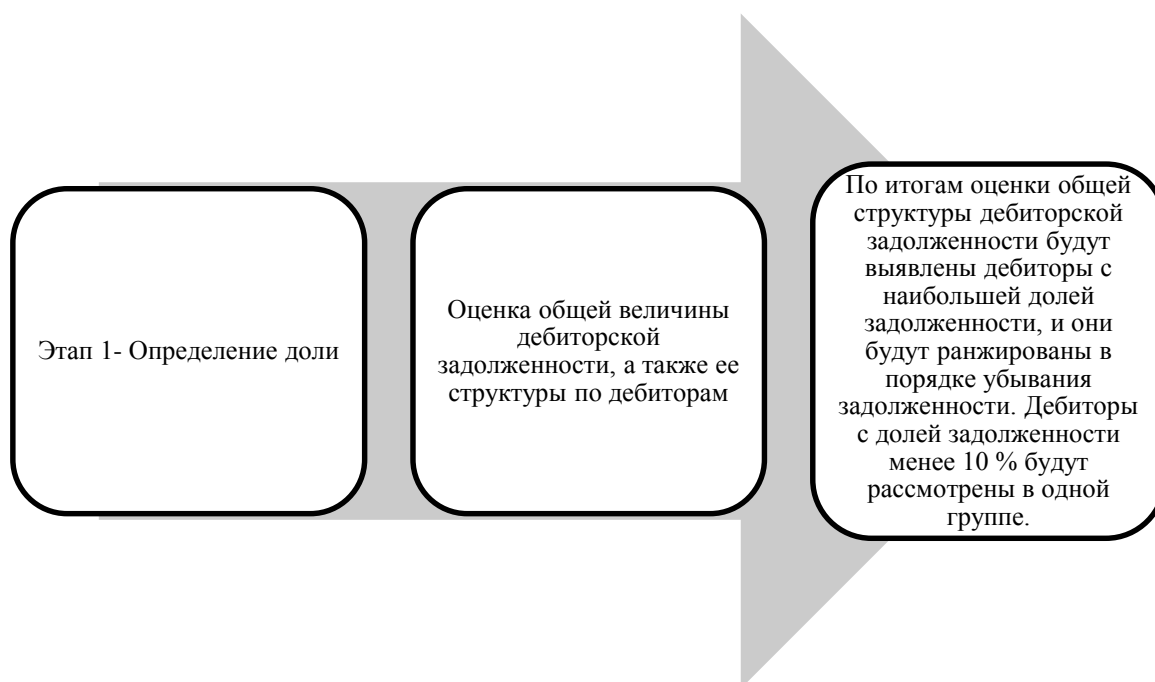 Этап 1- Определение доли
Оценка общей величины
дебиторской
задолженности, а также ее
структуры по дебиторам
По итогам оценки общей
структуры дебиторской
задолженности будут
выявлены дебиторы с
наибольшей долей
задолженности, и они
будут ранжированы в
порядке убывания
задолженности. Дебиторы
с долей задолженности
менее 10 % будут
рассмотрены в одной
группе.